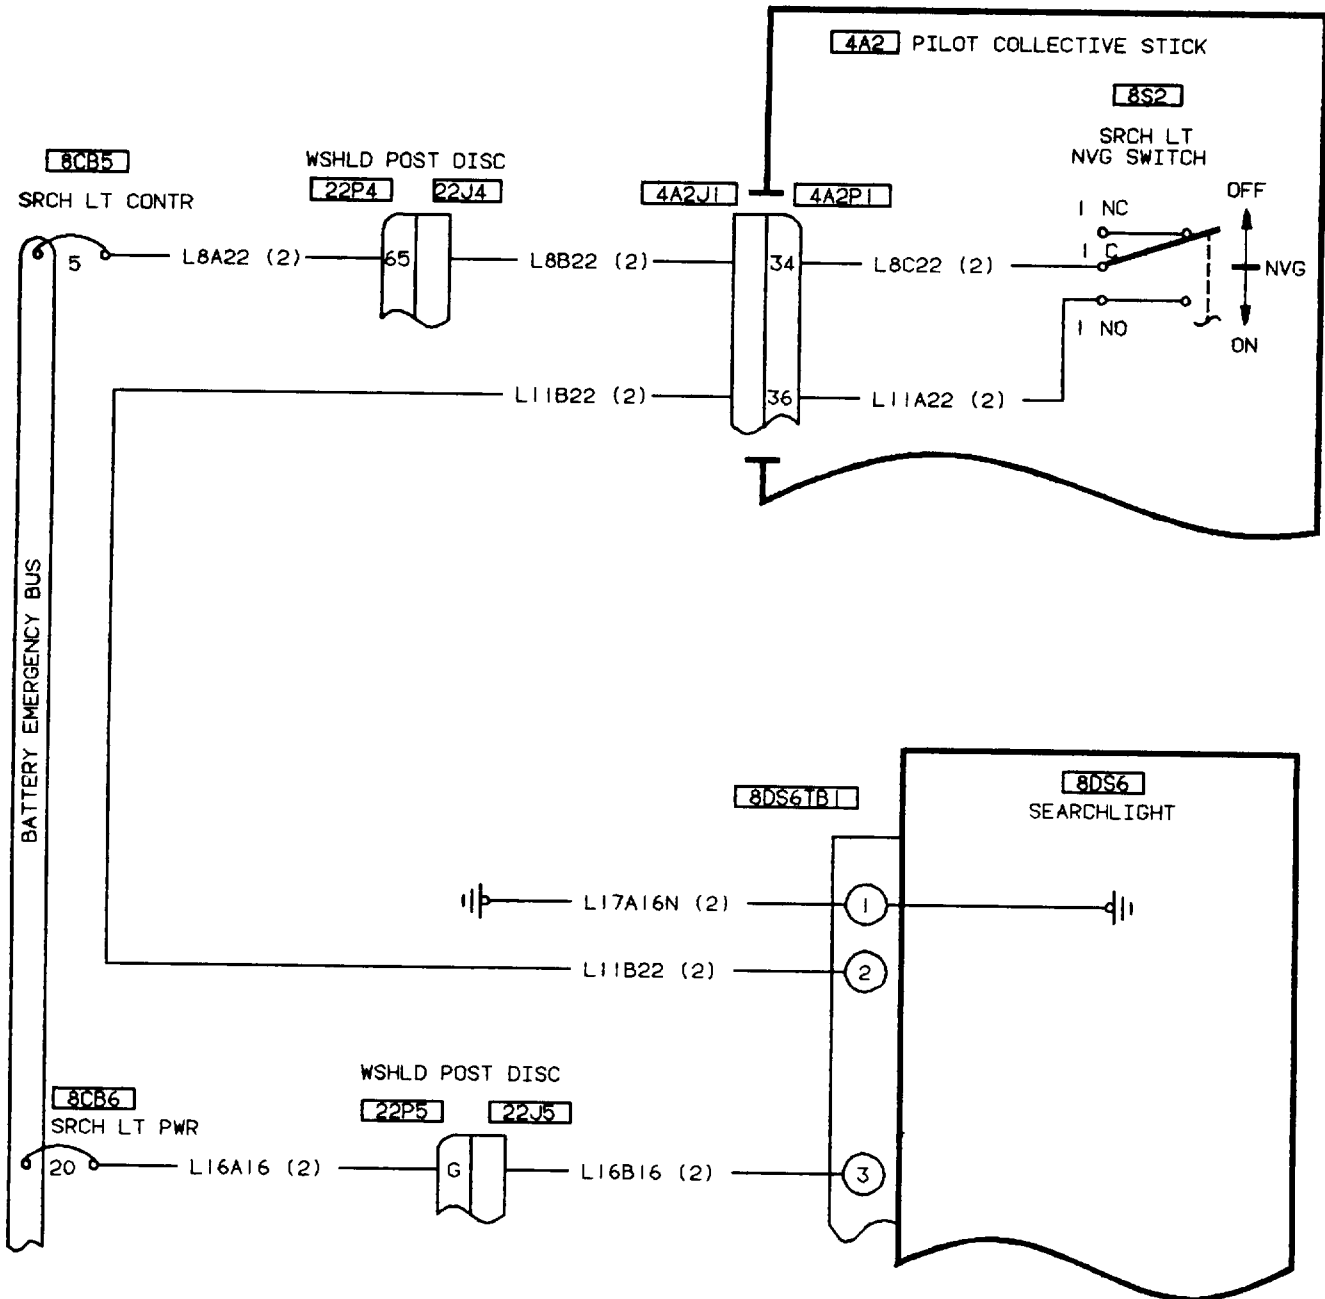 4A2 PILOT COLLECTIVE STICK
8S2
SRCH LT
NVG SWITCH
8CB5
SRCH LT CONTR
WSHLD POST DISC
22P4 22J4
4A2J1 4A2P1
OFF
1 NC
5 L8A22 (2) 65 L8B22 (2) 34 L8C22 (2) 1 C
NVG
1 NO
ON
L11B22 (2) 36 L11A22 (2)
BATTERY EMERGENCY BUS
8DS6TB1
8DS6
SEARCHLIGHT
L17A16N (2) 1
L11B22 (2) 2
WSHLD POST DISC
8CB6
22P5 22J5
SRCH LT PWR
20 L16A16 (2) G L16B16 (2) 3